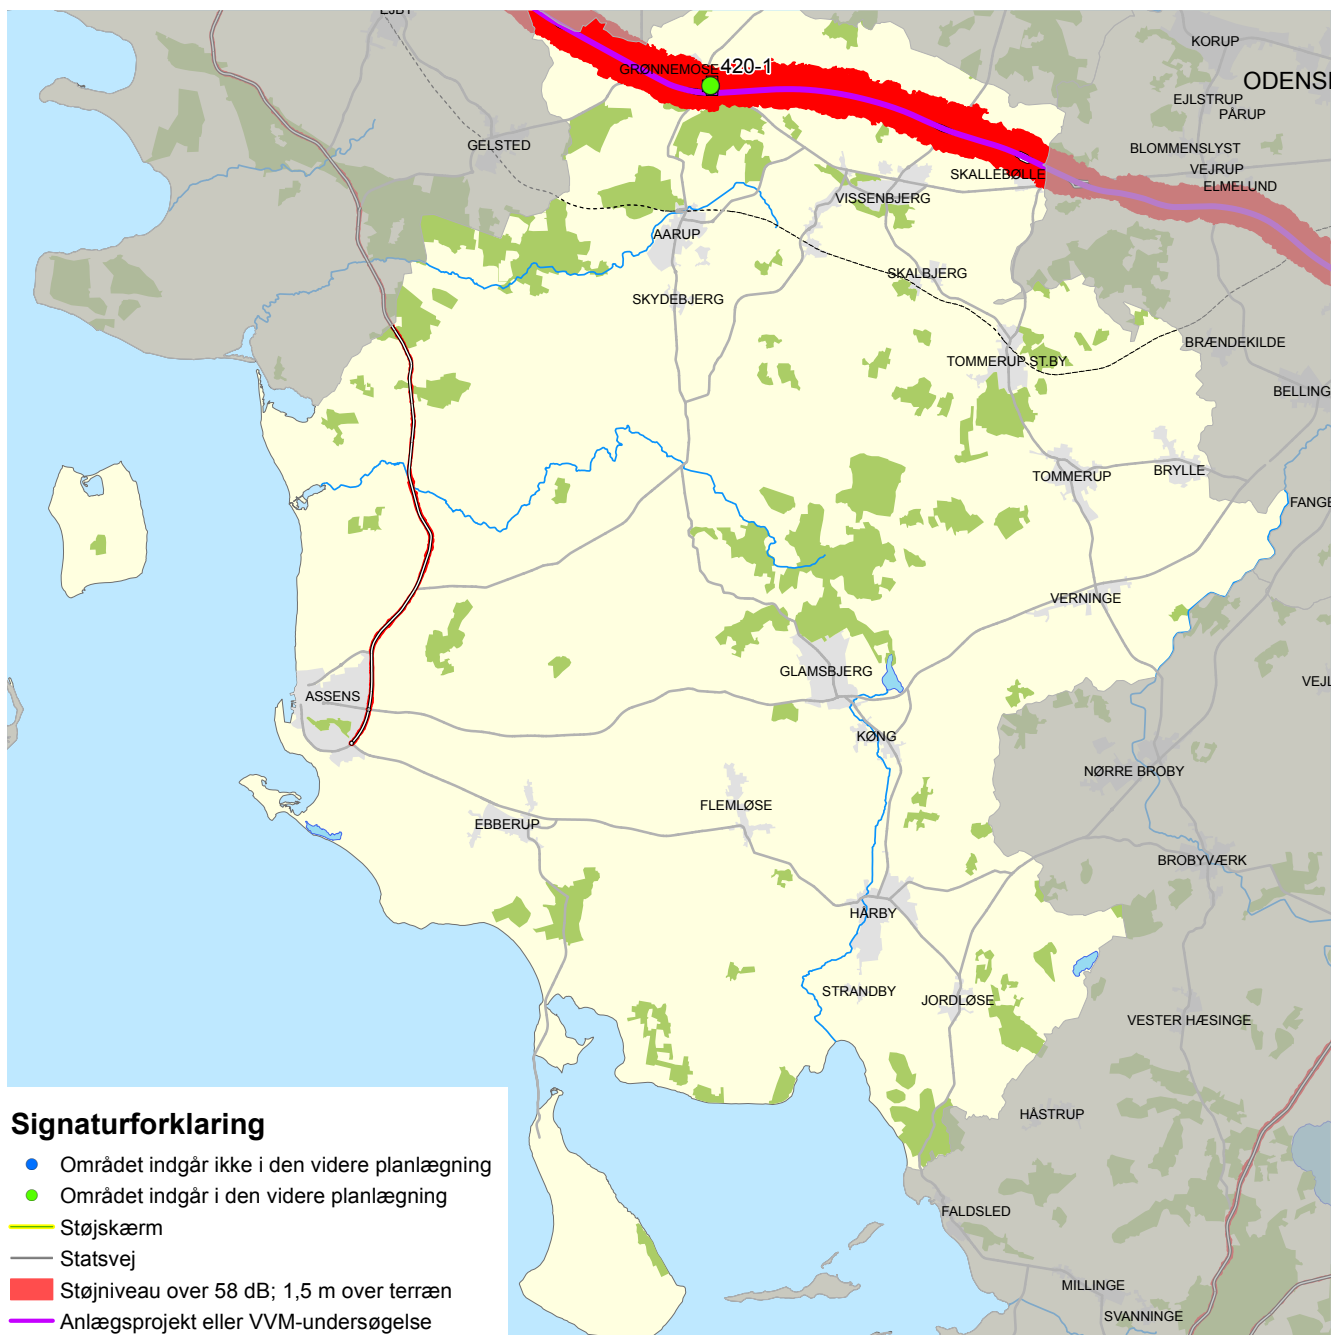 EJBY
KORUP
GRØNNEMOSE
420-1
ODENS
EJLSTRUP
PÅRUP
GELSTED
BLOMMENSLYST
VEJRUP
SKALLEBØLLE
ELMELUND
VISSENBJERG
AARUP
SKALBJERG
SKYDEBJERG
BRÆNDEKILDE
TOMMERUP ST.BY
BELLING
TOMMERUP
BRYLLE
FANGE
VERNINGE
GLAMSBJERG
VEJL
ASSENS
KØNG
NØRRE BROBY
FLEMLØSE
EBBERUP
BROBYVÆRK
HÅRBY
STRANDBY
JORDLØSE
VESTER HÆSINGE
HÅSTRUP
FALDSLED
MILLINGE
SVANNINGE
Signaturforklaring
Området indgår ikke i den videre planlægning
Området indgår i den videre planlægning
Støjskærm
Statsvej
Støjniveau over 58 dB; 1,5 m over terræn
Anlægsprojekt eller VVM-undersøgelse